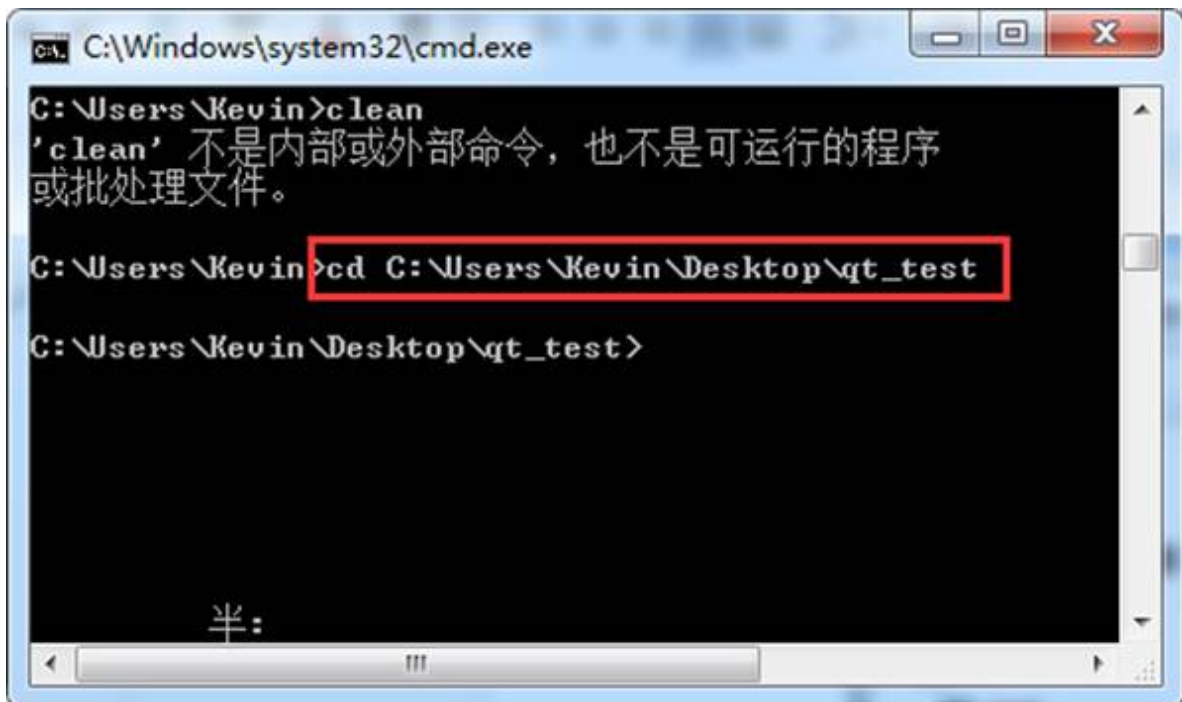 C:\Windows\system32\cmd.exe
C:\Users\Kevin>clean
'clean' 不是内部或外部命令，也不是可运行的程序
或批处理文件。
C:\Users\Kevin>cd C:\Users\Kevin\Desktop\qt_test
C:\Users\Kevin\Desktop\qt_test>
半: